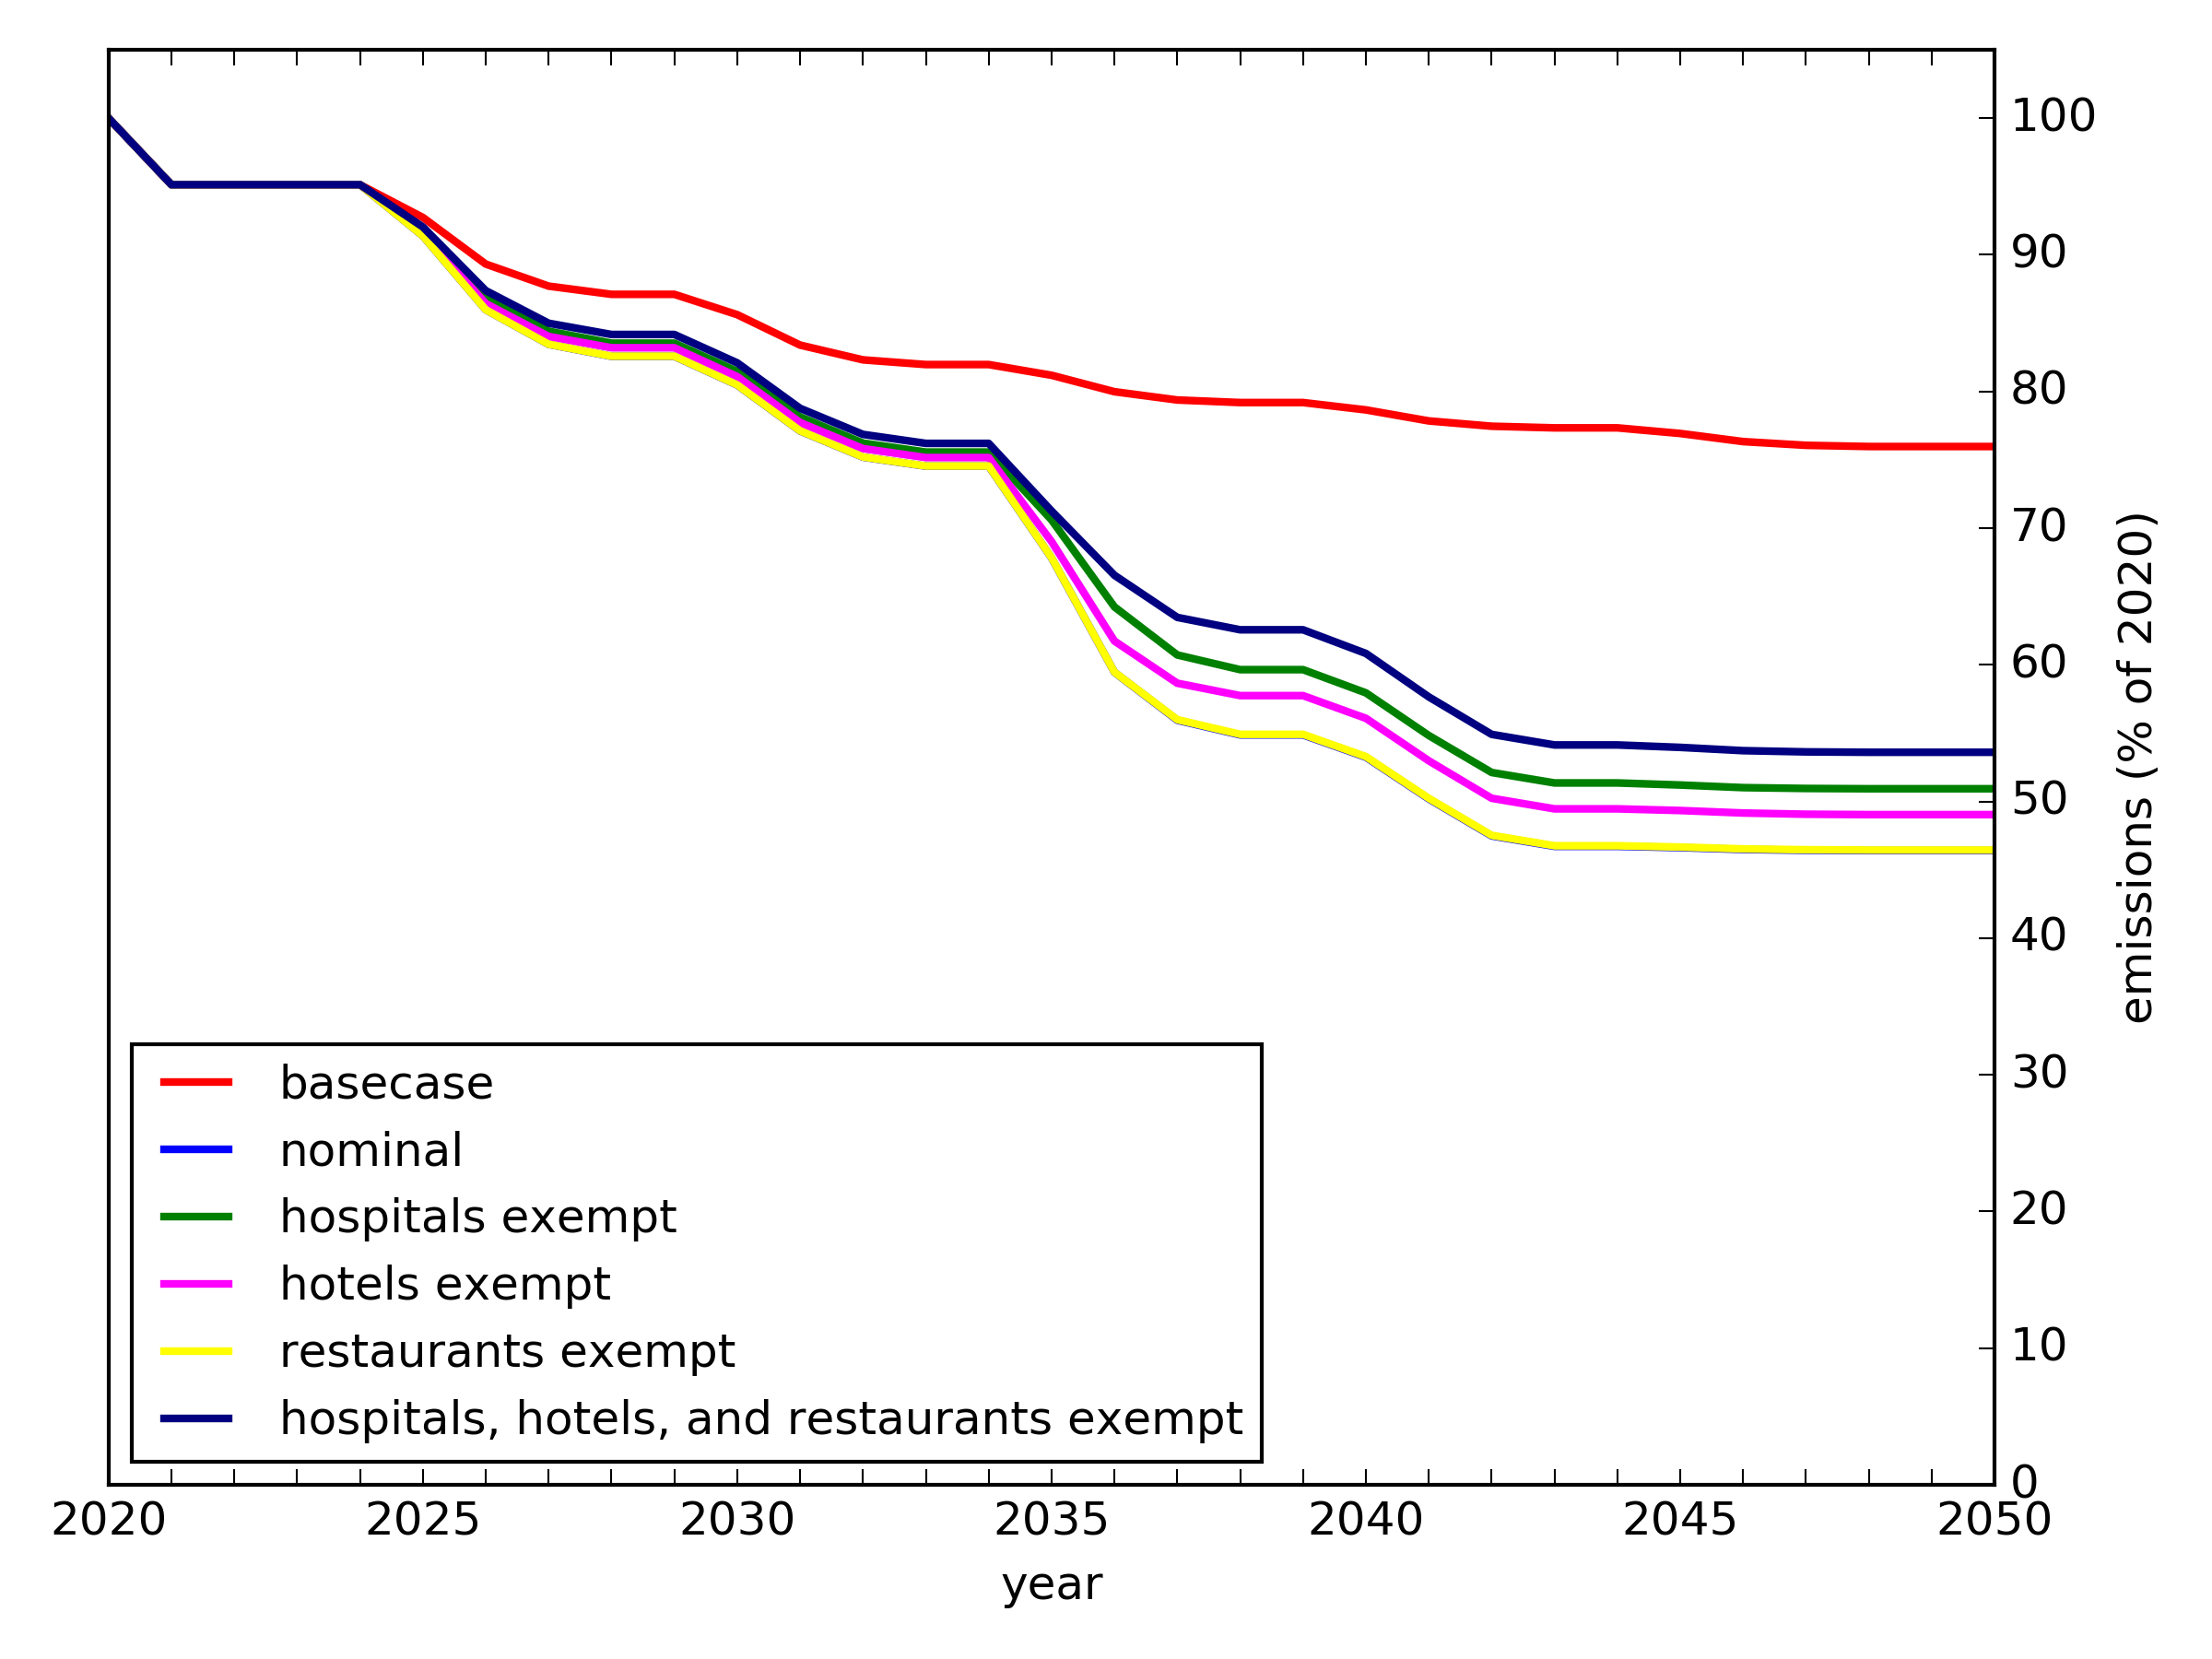 100
90
80
70
60
50
40
30
20
10
0
emissions (% of 2020)
basecase
nominal
hospitals exempt
hotels exempt
restaurants exempt
hospitals, hotels, and restaurants exempt
2020 2025 2030 2035 2040 2045 2050
year